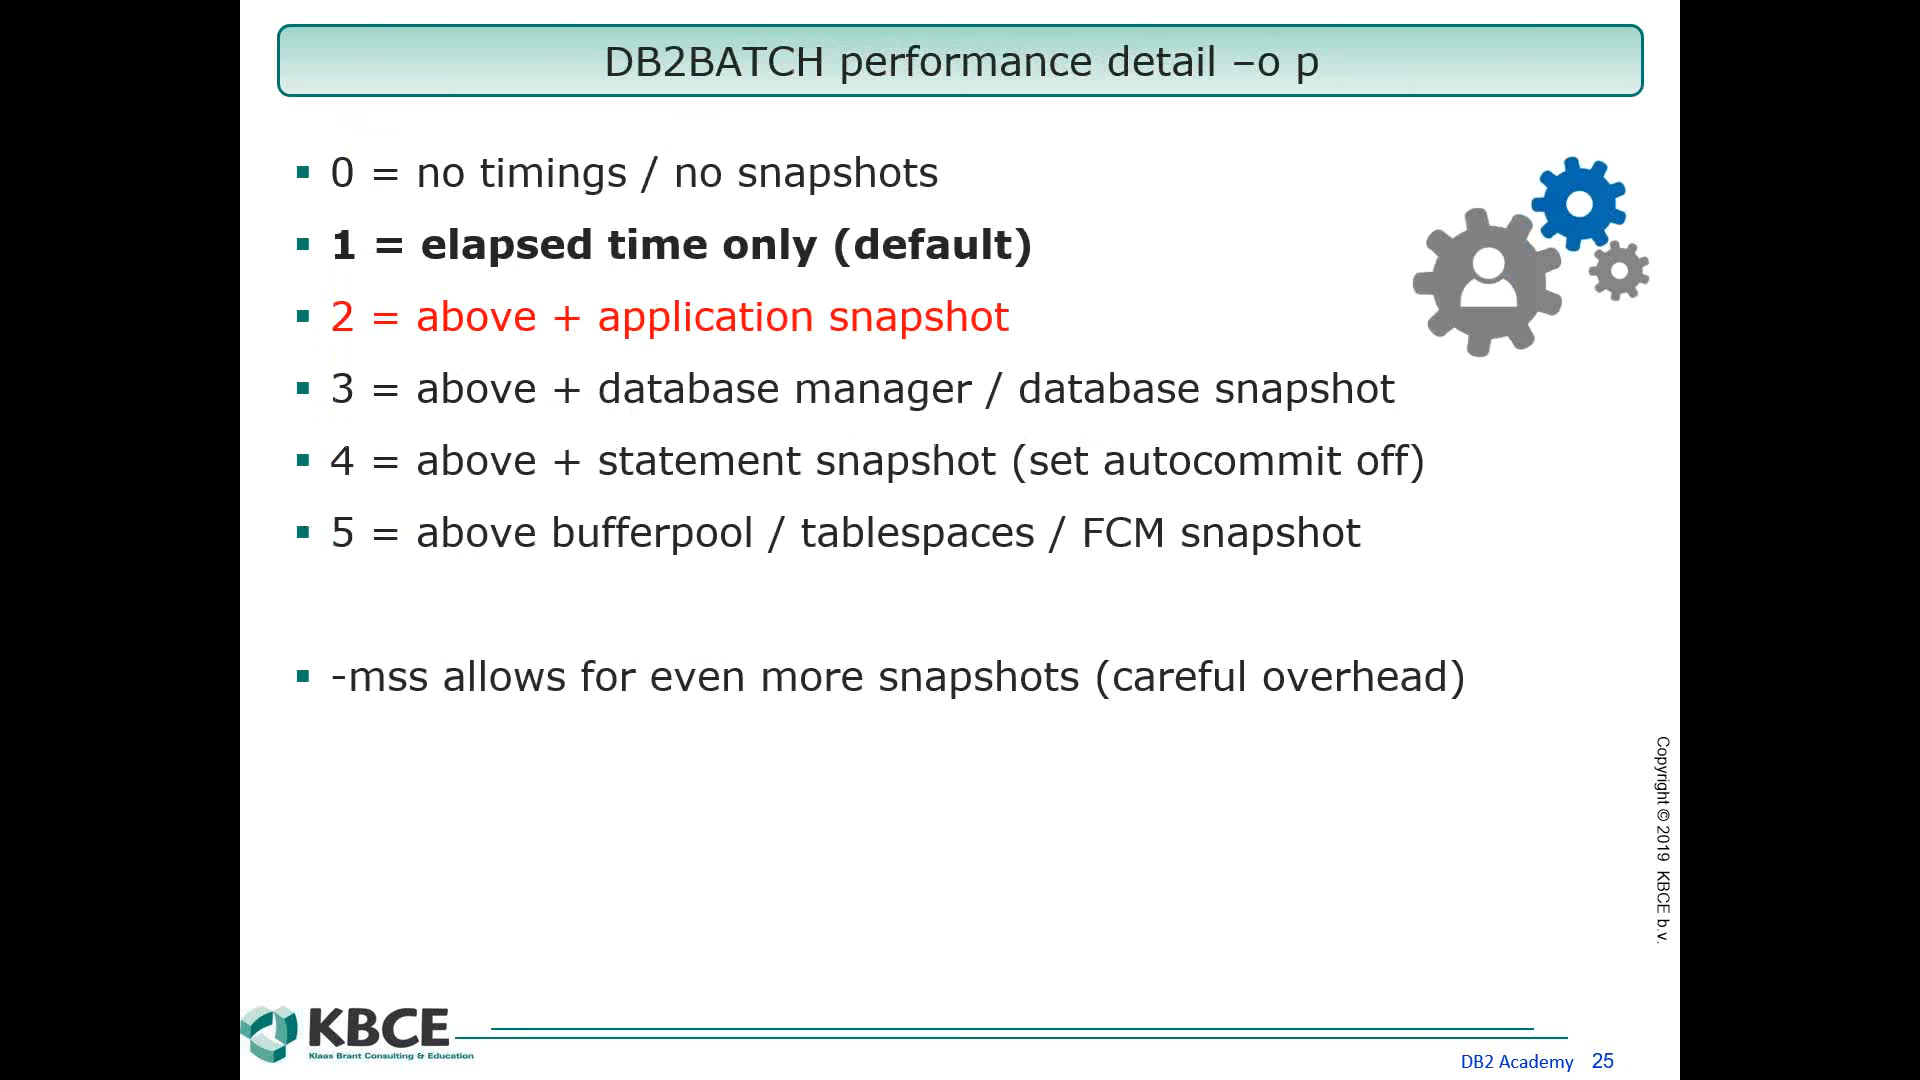 DB2BATCH performance detail –o p
▪ 0 = no timings / no snapshots
▪ 1 = elapsed time only (default)
▪ 2 = above + application snapshot
▪ 3 = above + database manager / database snapshot
▪ 4 = above + statement snapshot (set autocommit off)
▪ 5 = above bufferpool / tablespaces / FCM snapshot
▪ -mss allows for even more snapshots (careful overhead)
Copyright © 2019 KBCE b.v.
KBCE
Klaas Brant Consulting & Education
DB2 Academy 25